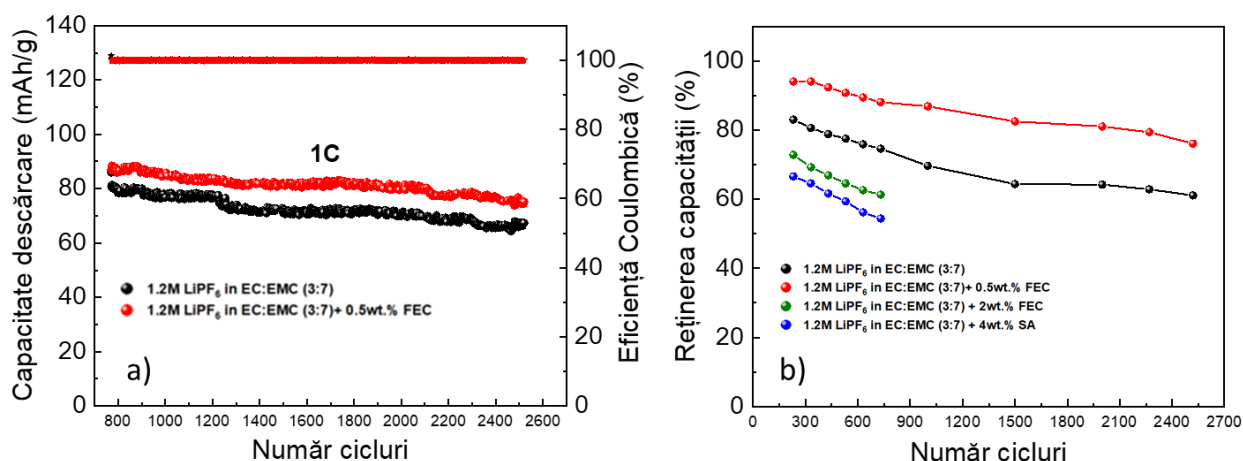 140
120
100
80
60
40
20
0
Capacitate descărcare (mAh/g)
1C
1.2M LiPF6 in EC:EMC (3:7)
1.2M LiPF6 in EC:EMC (3:7)+ 0.5wt.% FEC
a)
800 1000 1200 1400 1600 1800 2000 2200 2400 2600
Număr cicluri
100
80
60
40
20
0
Eficiență Coulombică (%)
100
80
60
40
20
0
Reținerea capacității (%)
1.2M LiPF6 in EC:EMC (3:7)
1.2M LiPF6 in EC:EMC (3:7)+ 0.5wt.% FEC
1.2M LiPF6 in EC:EMC (3:7) + 2wt.% FEC
1.2M LiPF6 in EC:EMC (3:7) + 4wt.% SA
b)
0 300 600 900 1200 1500 1800 2100 2400 2700
Număr cicluri